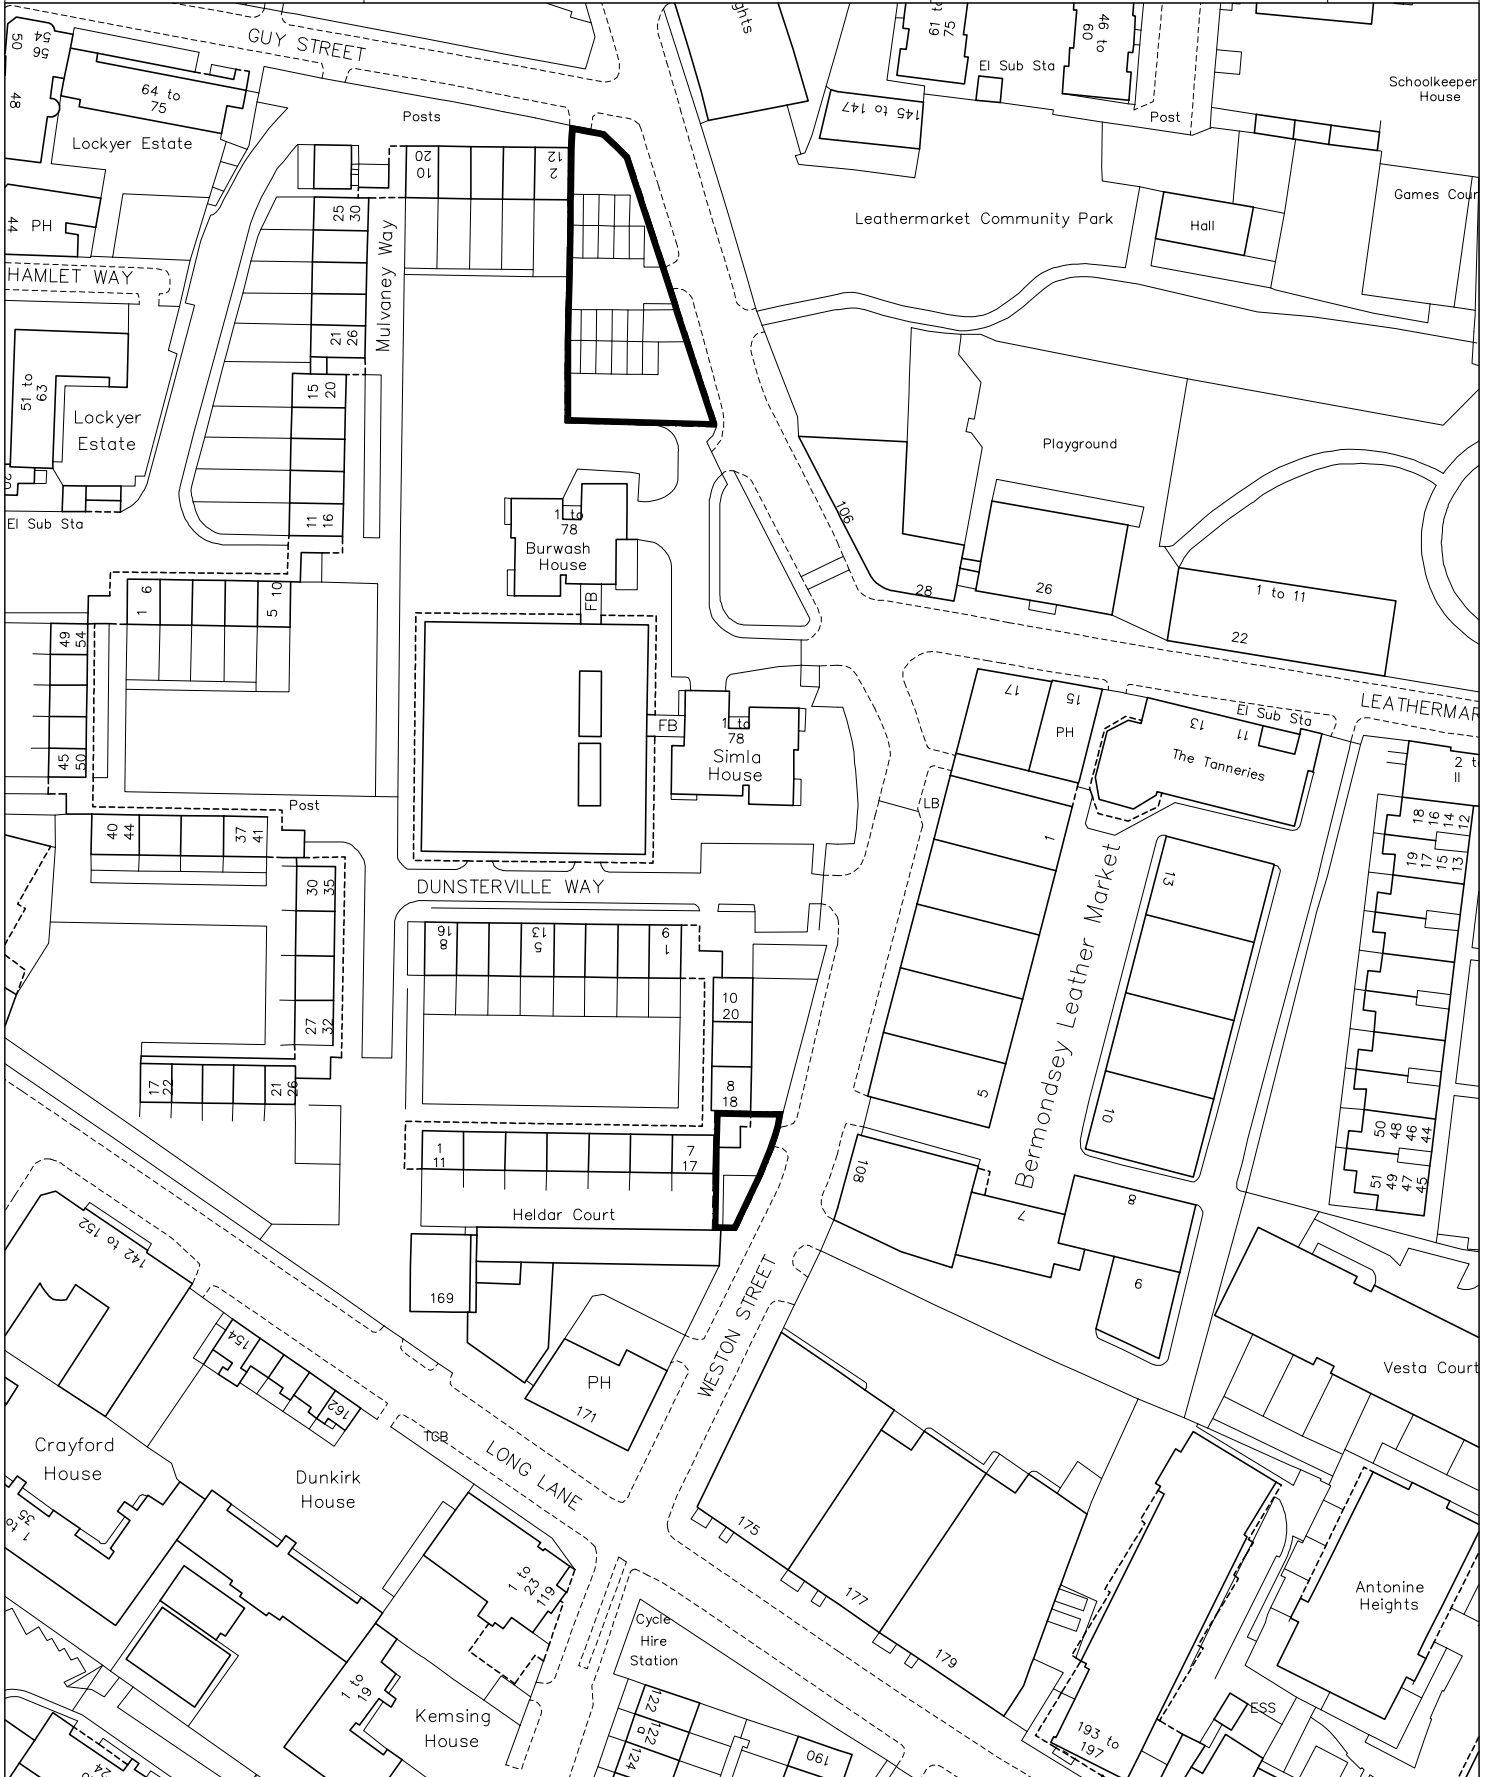 GUY STREET
50
54
56
48
64 to
75
Lockyer Estate
44
PH
HAMLET WAY
Posts
20
10
12
2
25
30
Mulvaney Way
21
26
15
20
11
16
51 to
63
Lockyer
Estate
El Sub Sta
61 to
75
46 to
60
El Sub Sta
Post
145 to 147
Schoolkeeper
House
Leathermarket Community Park
Hall
Playground
106
28
26
1 to 11
22
1 to
78
Burwash
House
FB
FB
1 to
78
Simla
House
1
6
5
10
49
54
45
50
Post
40
44
37
41
30
35
27
32
17
22
21
26
DUNSTERVILLE WAY
16
8
13
5
9
1
10
20
8
18
1
11
7
17
Heldar Court
169
PH
171
WESTON STREET
LONG LANE
TCB
17
15
PH
El Sub Sta
13
11
The Tanneries
LB
1
5
Bermondsey Leather Market
13
10
108
7
8
9
18
16
14
12
19
17
15
13
50
48
46
44
51
49
47
45
Vesta Court
142 to 152
154
162
Crayford
House
Dunkirk
House
1 to
23
119
1 to
19
Kemsing
House
Cycle
Hire
Station
175
177
179
193 to
197
ESS
Antonine
Heights
122
122
a
124
190